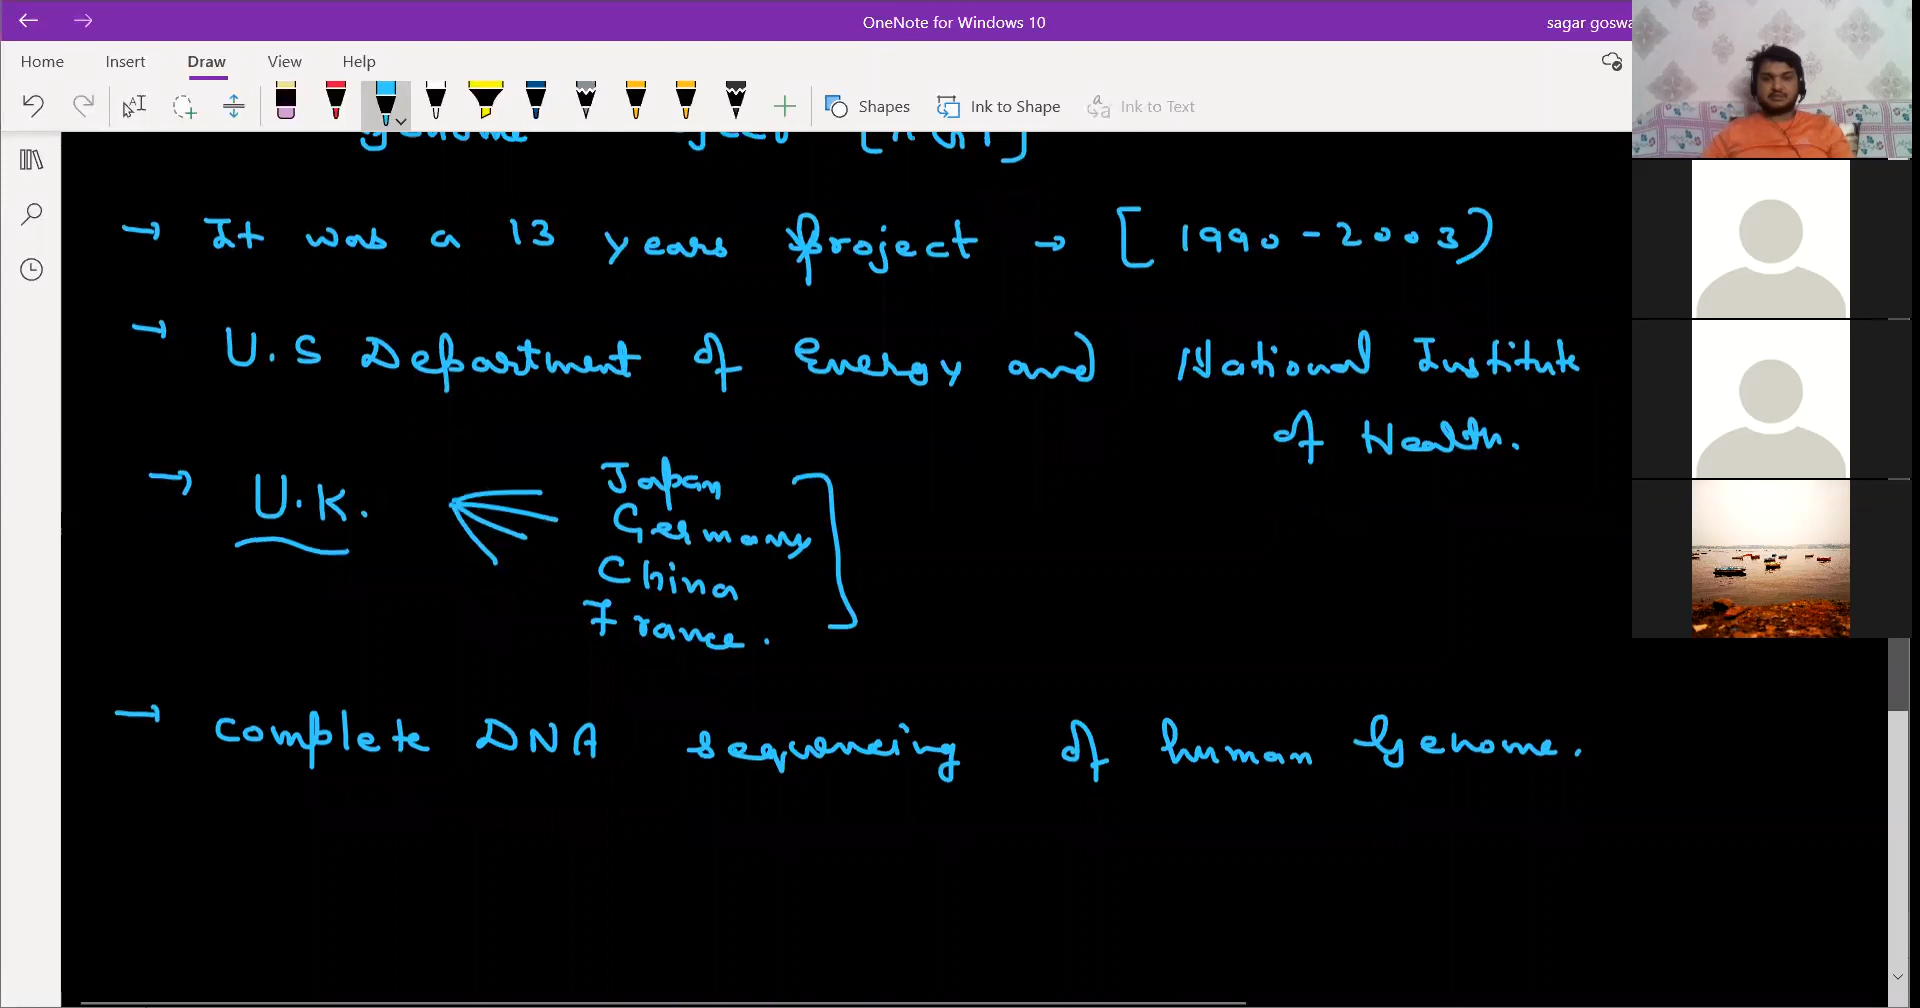 OneNote for Windows 10
sagar goswa
Home Insert Draw View Help
Shapes Ink to Shape Ink to Text
genome
→ It was a 13 years project → [1990-2003)
→ U.S Department of Energy and National Institute
of Health.
→ U.K. Japan
Germany
China
France.
→ Complete DNA sequencing of human Genome.